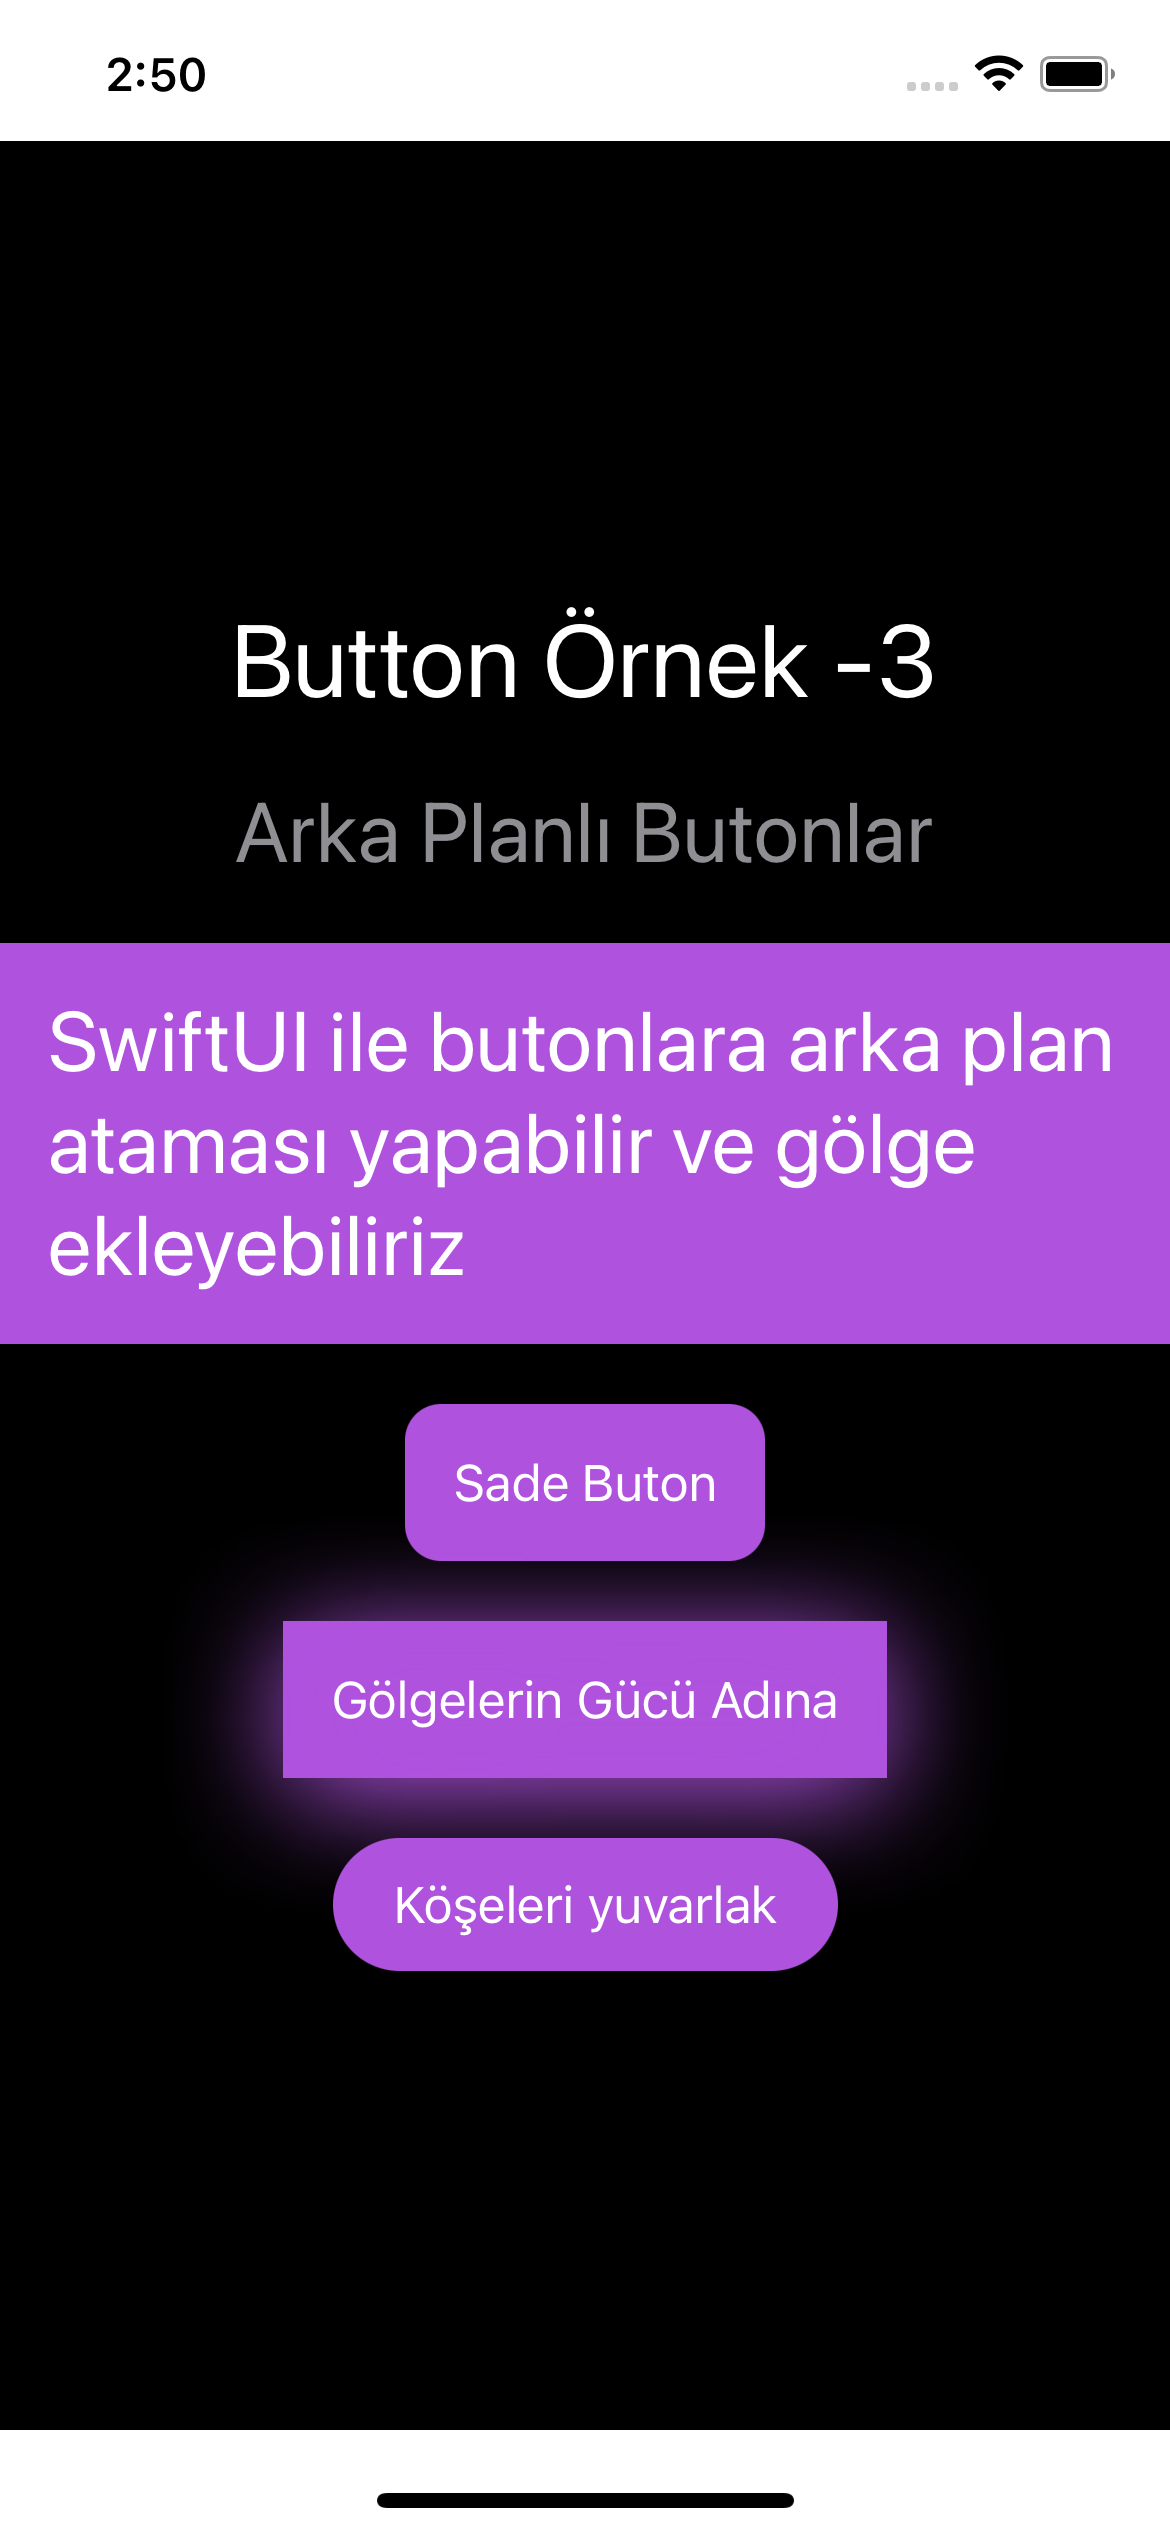 2:50
Button Örnek -3
Arka Planlı Butonlar
SwiftUI ile butonlara arka plan
ataması yapabilir ve gölge
ekleyebiliriz
Sade Buton
Gölgelerin Gücü Adına
Köşeleri yuvarlak